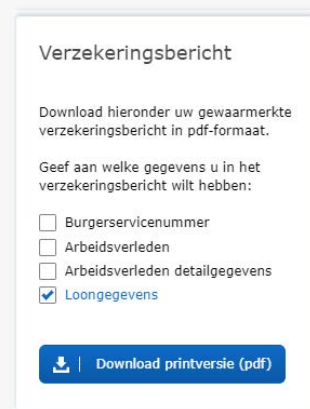 Verzekeringsbericht
Download hieronder uw gewaarmerkte
verzekeringsbericht in pdf-formaat.
Geef aan welke gegevens u in het
verzekeringsbericht wilt hebben:
Burgerservicenummer
Arbeidsverleden
Arbeidsverleden detailgegevens
Loongegevens
Download printversie (pdf)